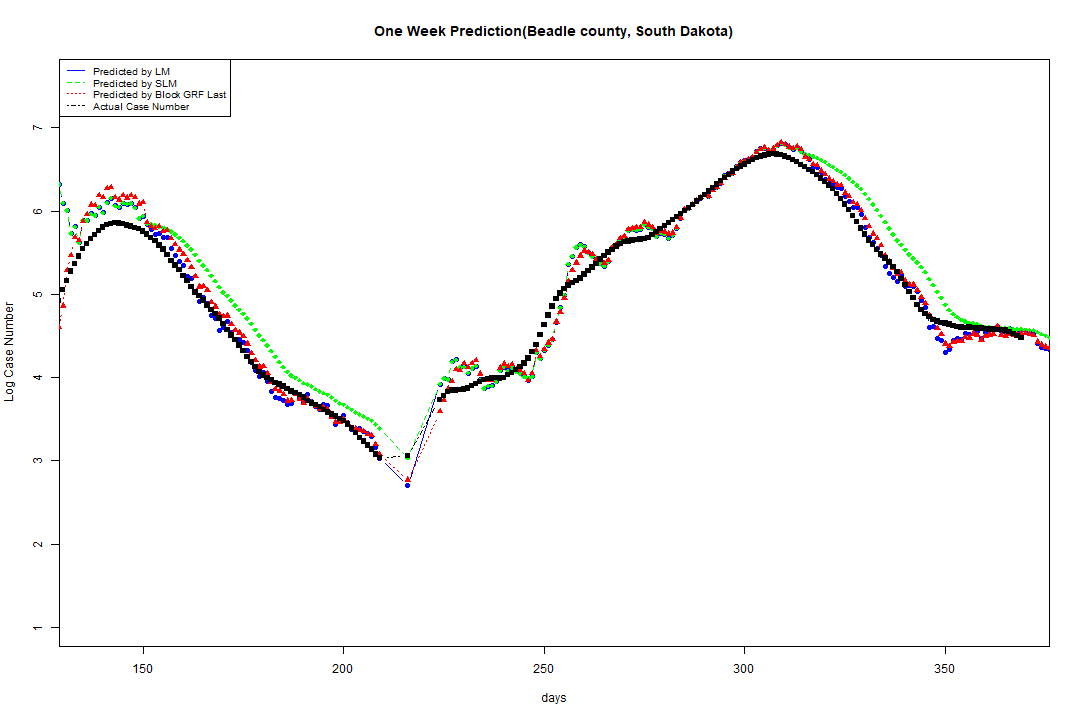 One Week Prediction(Beadle county, South Dakota)
Predicted by LM
Predicted by SLM
Predicted by Block GRF Last
Actual Case Number
7
6
5
4
3
2
1
Log Case Number
150 200 250 300 350
days